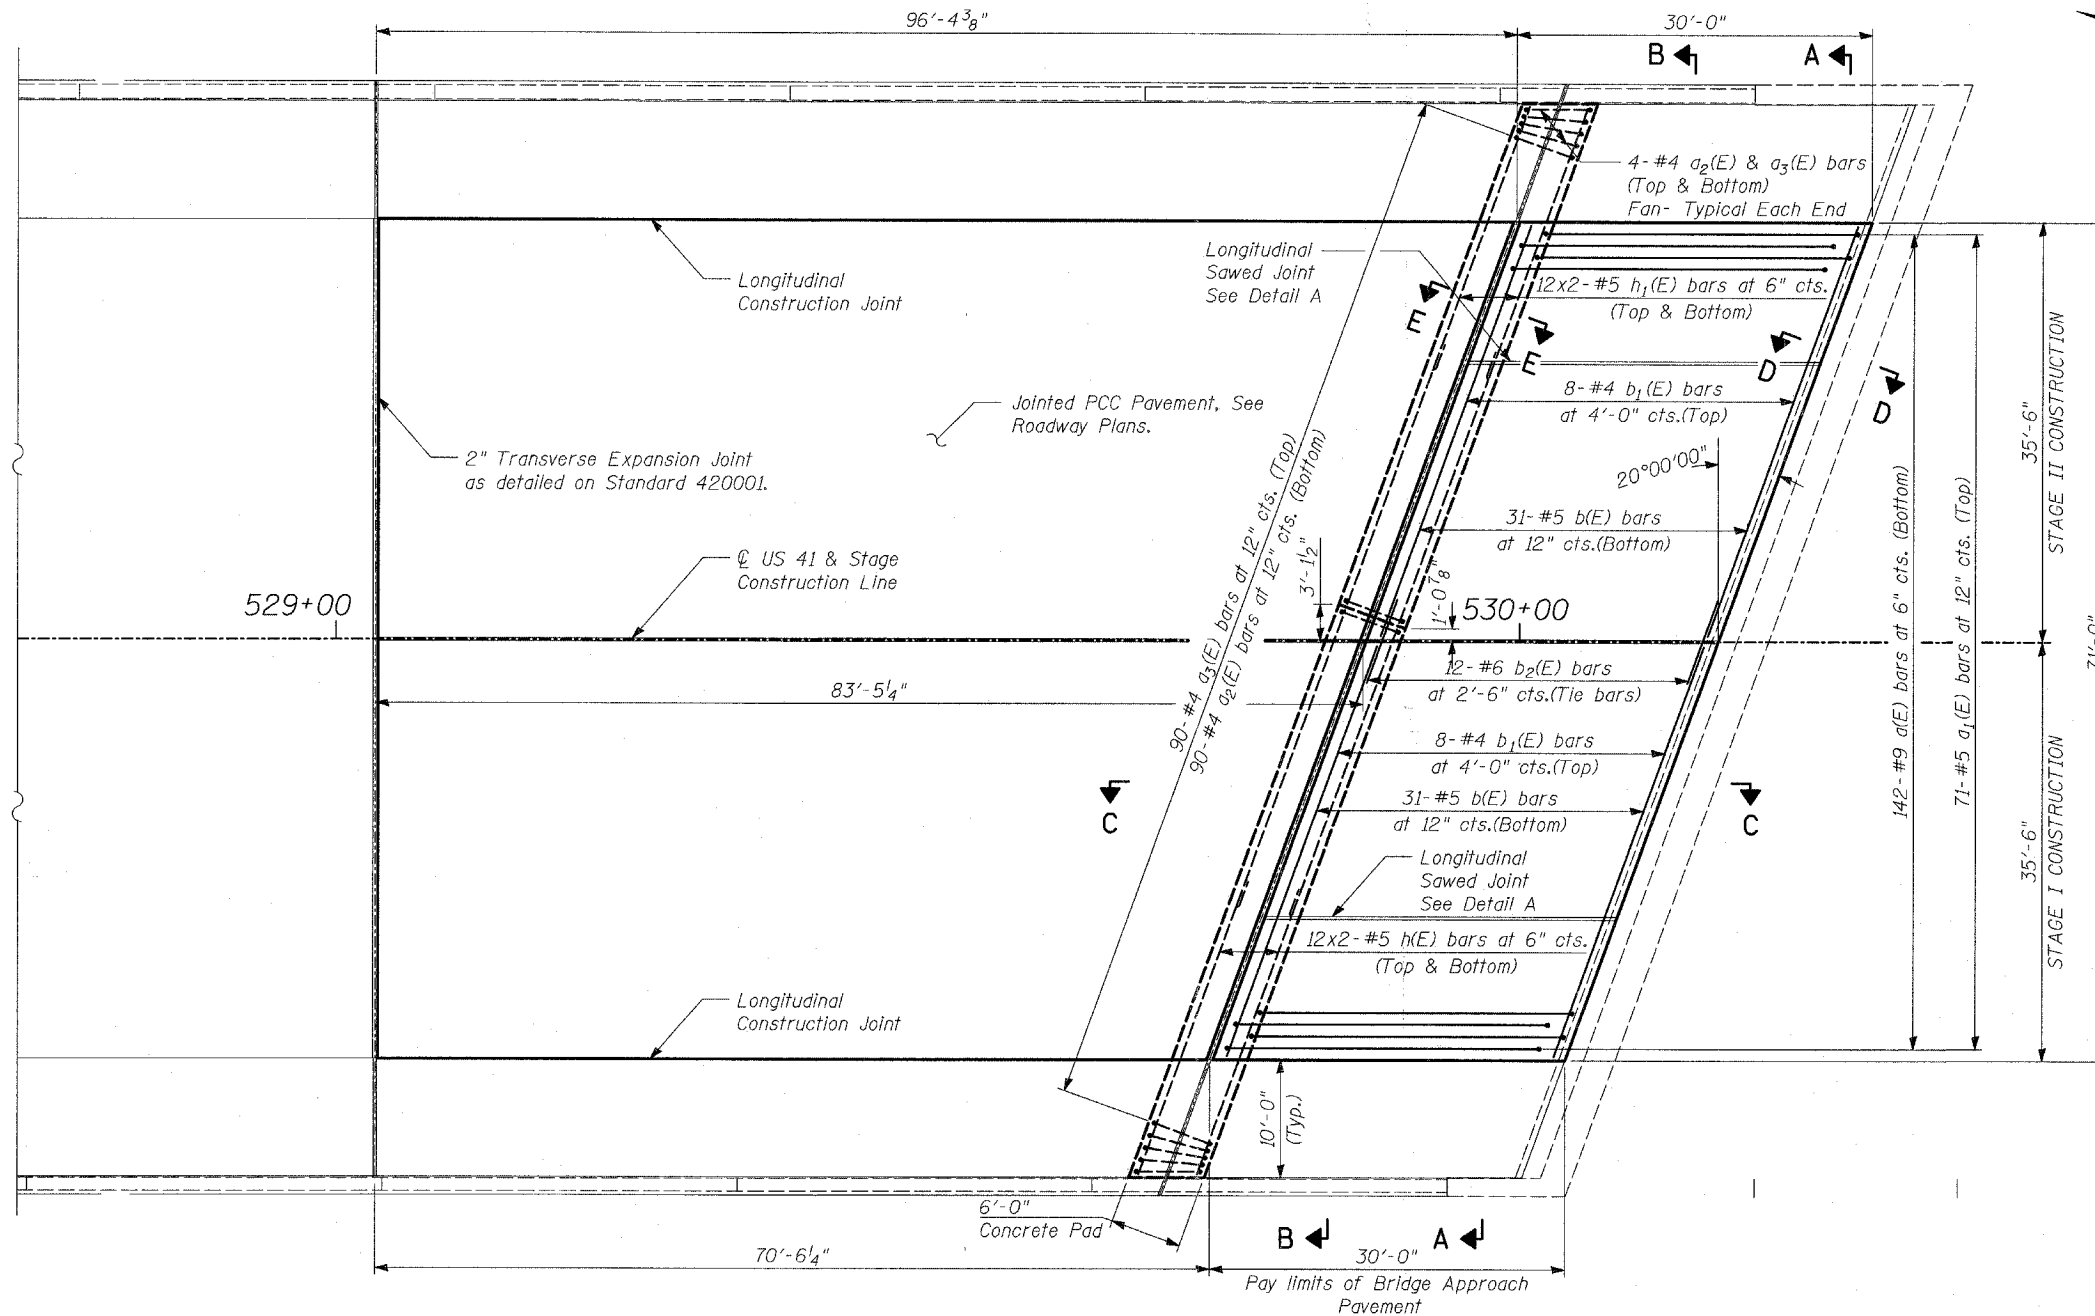 96'-4 3/8"
30'-0"
B
A
4-#4 a2(E) & a3(E) bars
(Top & Bottom)
Fan- Typical Each End
Longitudinal
Construction Joint
Longitudinal
Sawed Joint
See Detail A
12x2-#5 h1(E) bars at 6" cts.
(Top & Bottom)
E
E
D
D
8-#4 b1(E) bars
at 4'-0" cts.(Top)
Jointed PCC Pavement, See
Roadway Plans.
2" Transverse Expansion Joint
as detailed on Standard 420001.
20°00'00"
31-#5 b(E) bars
at 12" cts.(Bottom)
90-#4 a3(E) bars at 12" cts. (Top)
90-#4 a2(E) bars at 12" cts. (Bottom)
142-#9 a(E) bars at 6" cts. (Bottom)
71-#5 a1(E) bars at 12" cts. (Top)
35'-6"
STAGE II CONSTRUCTION
71'-0"
℄ US 41 & Stage
Construction Line
3'-1½"
1'-0 7/8"
529+00
530+00
12-#6 b2(E) bars
at 2'-6" cts.(Tie bars)
83'-5¼"
8-#4 b1(E) bars
at 4'-0" cts.(Top)
C
C
31-#5 b(E) bars
at 12" cts.(Bottom)
35'-6"
STAGE I CONSTRUCTION
Longitudinal
Sawed Joint
See Detail A
12x2-#5 h(E) bars at 6" cts.
(Top & Bottom)
Longitudinal
Construction Joint
10'-0"
(Typ.)
6'-0"
Concrete Pad
B
A
70'-6¼"
30'-0"
Pay limits of Bridge Approach
Pavement